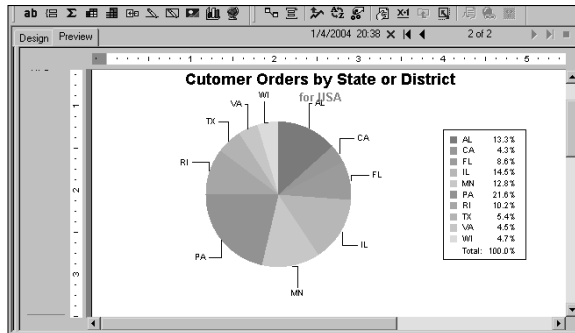 ab Σ
x+1
Design Preview 1/4/2004 20:38 2 of 2
1 2 3 4 5
Cutomer Orders by State or District
for USA
AL
CA
FL
IL
MN
PA
RI
TX
VA
WI
AL 13.3%
CA 4.3%
FL 8.6%
IL 14.5%
MN 12.8%
PA 21.6%
RI 10.2%
TX 5.4%
VA 4.5%
WI 4.7%
Total: 100.0%
1
2
3